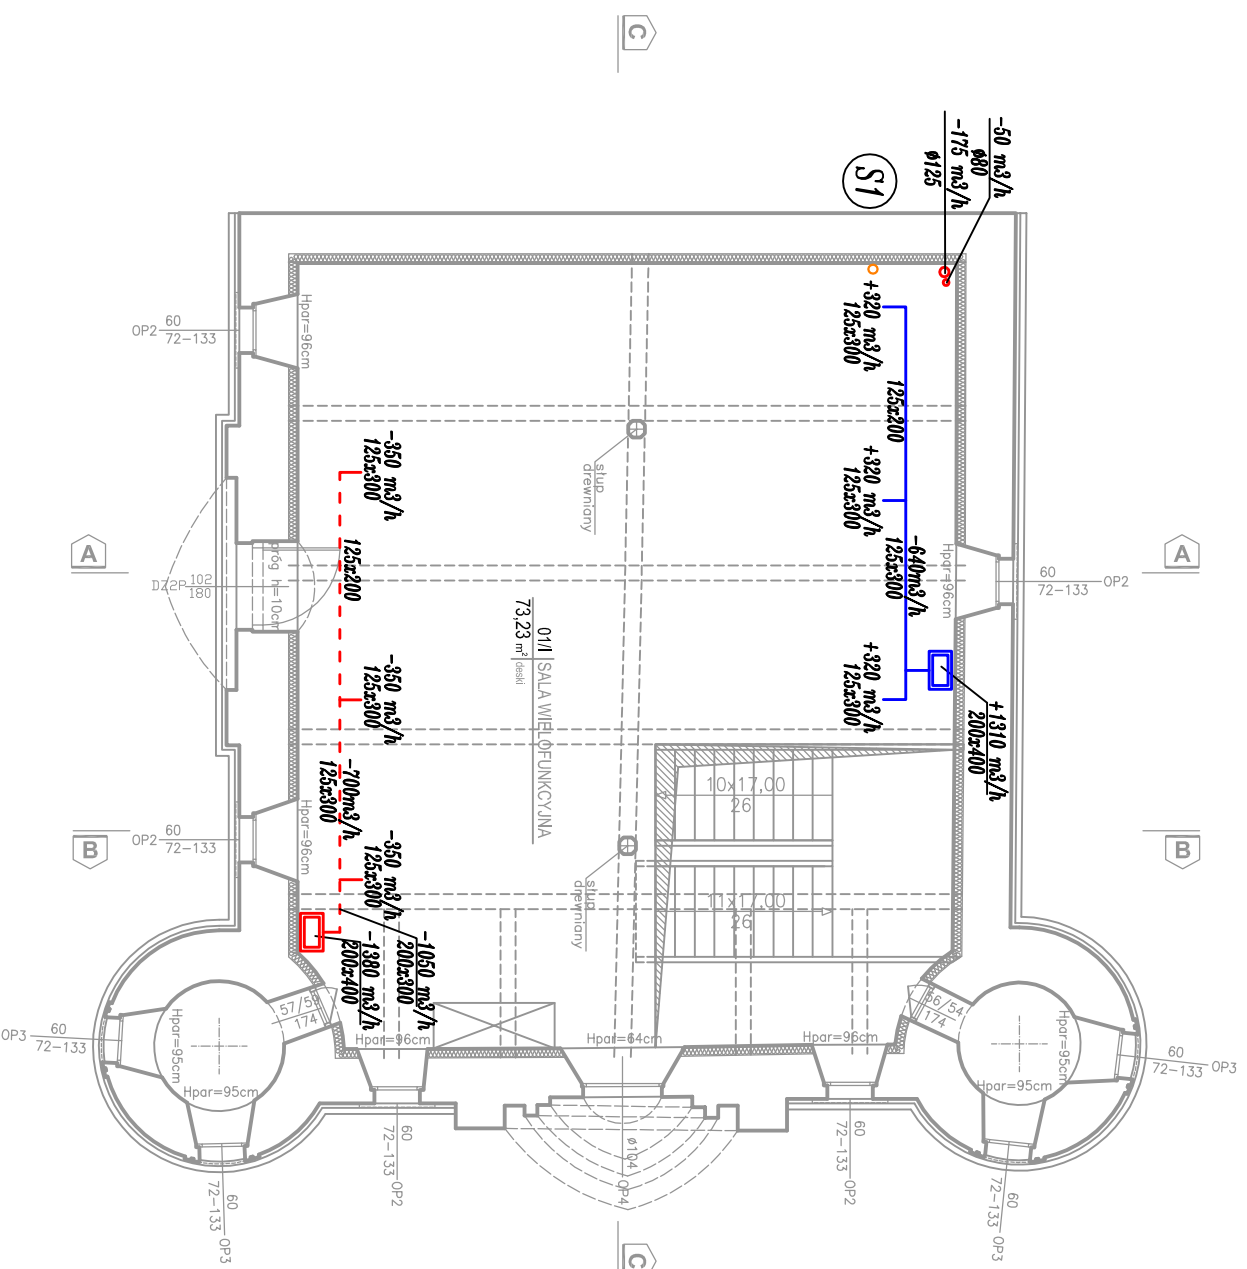 C
-50 m3/h
ø80
-175 m3/h
ø125
S1
+320 m3/h
125x300
125x200
+320 m3/h
125x300
-640m3/h
125x300
+320 m3/h
125x300
+1310 m3/h
200x400
Hpar=96cm
OP2
60
72-133
słup
drewniany
-350 m3/h
125x300
125x200
-350 m3/h
125x300
-700m3/h
125x300
-350 m3/h
125x300
-1050 m3/h
200x300
-1380 m3/h
200x400
A
A
DZ2P
102
180
próg h=10cm
Hpar=96cm
60
72-133
OP2
01/I
SALA WIELOFUNKCYJNA
73,23 m²
deski
10x17,00
26
11x17,00
26
B
B
OP2
60
72-133
Hpar=96cm
słup
drewniany
57/59
174
56/54
174
OP3
60
72-133
Hpar=95cm
Hpar=95cm
Hpar=96cm
Hpar=64cm
Hpar=96cm
Hpar=95cm
Hpar=95cm
60
72-133
OP3
60
72-133
OP2
ø104
OP4
60
72-133
OP2
60
72-133
OP3
60
72-133
OP3
C